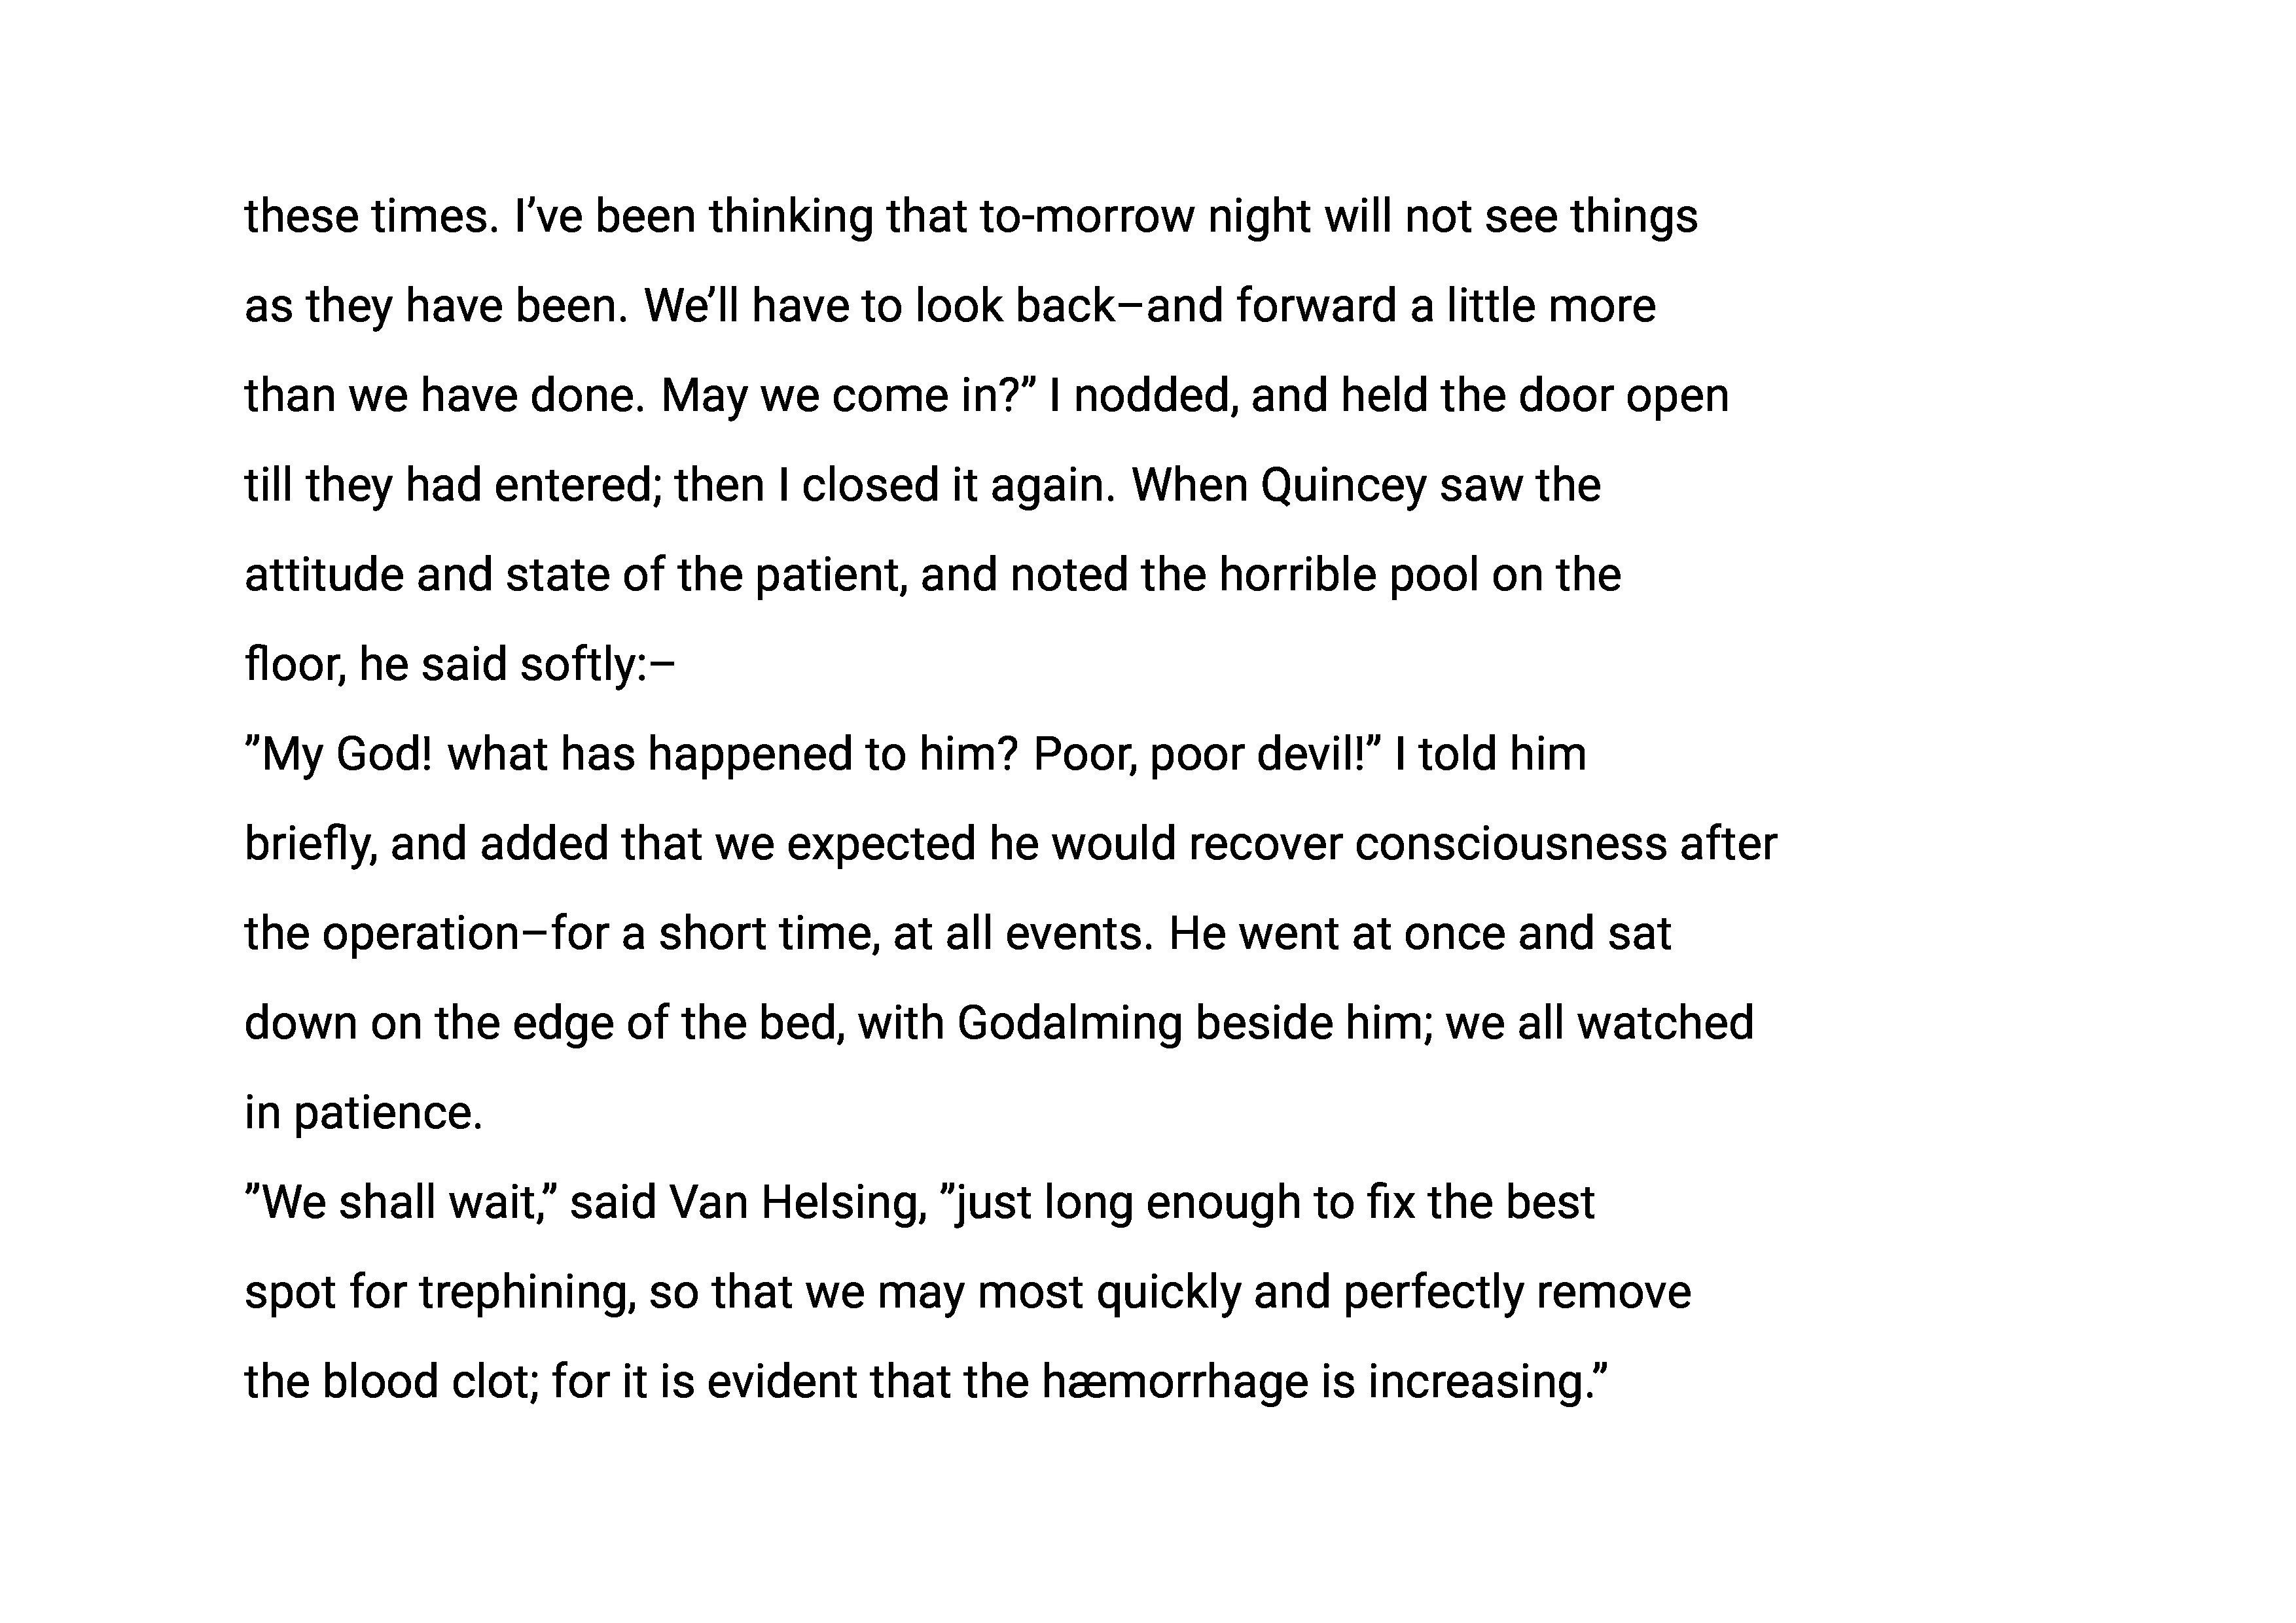 these times. I’ve been thinking that to-morrow night will not see things
as they have been. We’ll have to look back–and forward a little more
than we have done. May we come in?” I nodded, and held the door open
till they had entered; then I closed it again. When Quincey saw the
attitude and state of the patient, and noted the horrible pool on the
floor, he said softly:–
”My God! what has happened to him? Poor, poor devil!” I told him
briefly, and added that we expected he would recover consciousness after
the operation–for a short time, at all events. He went at once and sat
down on the edge of the bed, with Godalming beside him; we all watched
in patience.
”We shall wait,” said Van Helsing, ”just long enough to fix the best
spot for trephining, so that we may most quickly and perfectly remove
the blood clot; for it is evident that the hæmorrhage is increasing.”